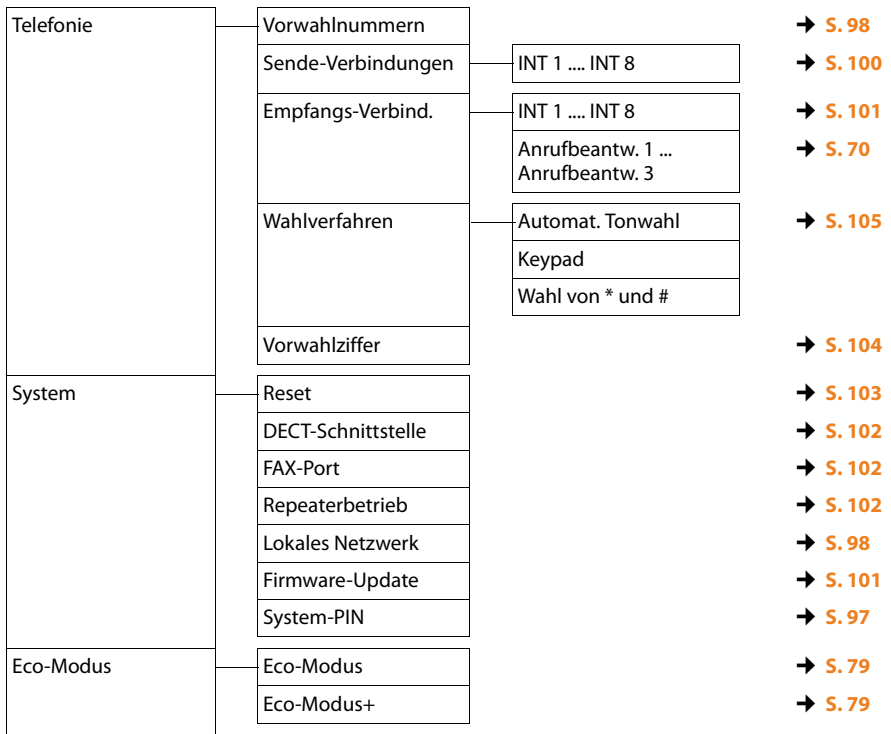 Telefonie Vorwahlnummern → S. 98
Sende-Verbindungen INT 1 .... INT 8 → S. 100
Empfangs-Verbind. INT 1 .... INT 8 → S. 101
Anrufbeantw. 1 ... → S. 70
Anrufbeantw. 3
Wahlverfahren Automat. Tonwahl → S. 105
Keypad
Wahl von * und #
Vorwahlziffer → S. 104
System Reset → S. 103
DECT-Schnittstelle → S. 102
FAX-Port → S. 102
Repeaterbetrieb → S. 102
Lokales Netzwerk → S. 98
Firmware-Update → S. 101
System-PIN → S. 97
Eco-Modus Eco-Modus → S. 79
Eco-Modus+ → S. 79